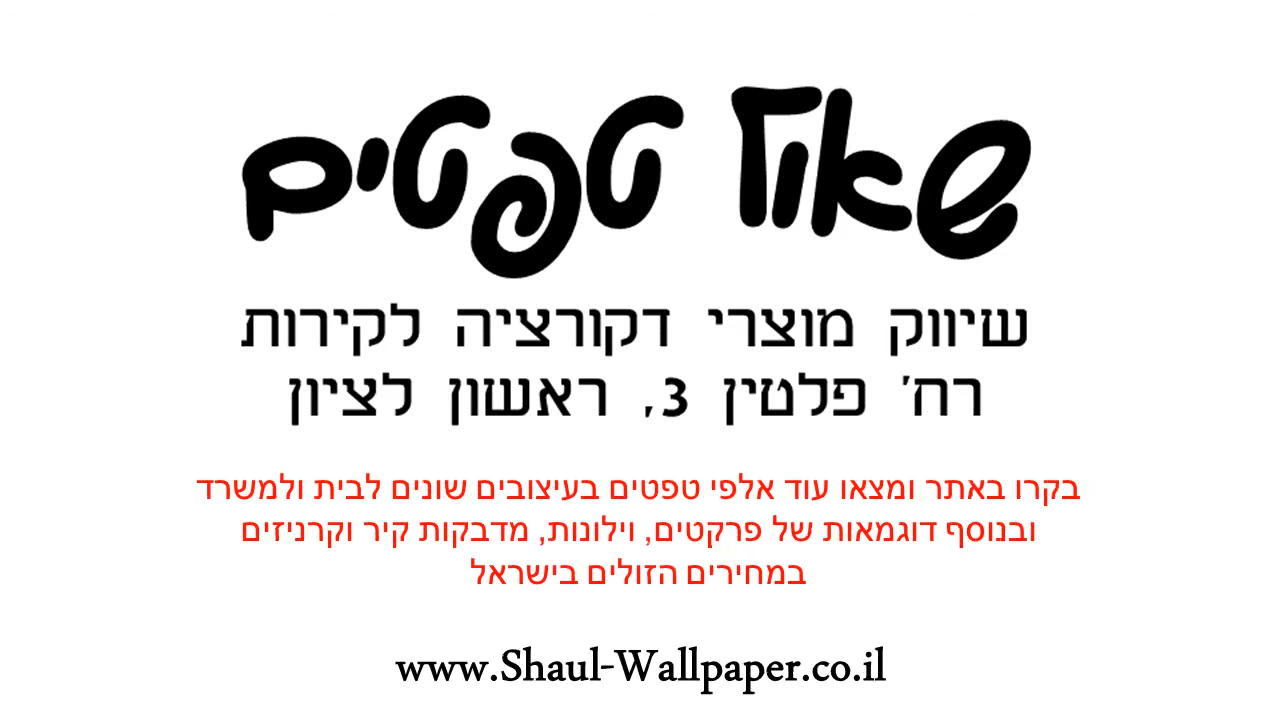 שאול טפטים
שיווק מוצרי דקורציה לקירות
רח' פלטין 3, ראשון לציון
בקרו באתר ומצאו עוד אלפי טפטים בעיצובים שונים לבית ולמשרד
ובנוסף דוגמאות של פרקטים, וילונות, מדבקות קיר וקרניזים
במחירים הזולים בישראל
www.Shaul-Wallpaper.co.il